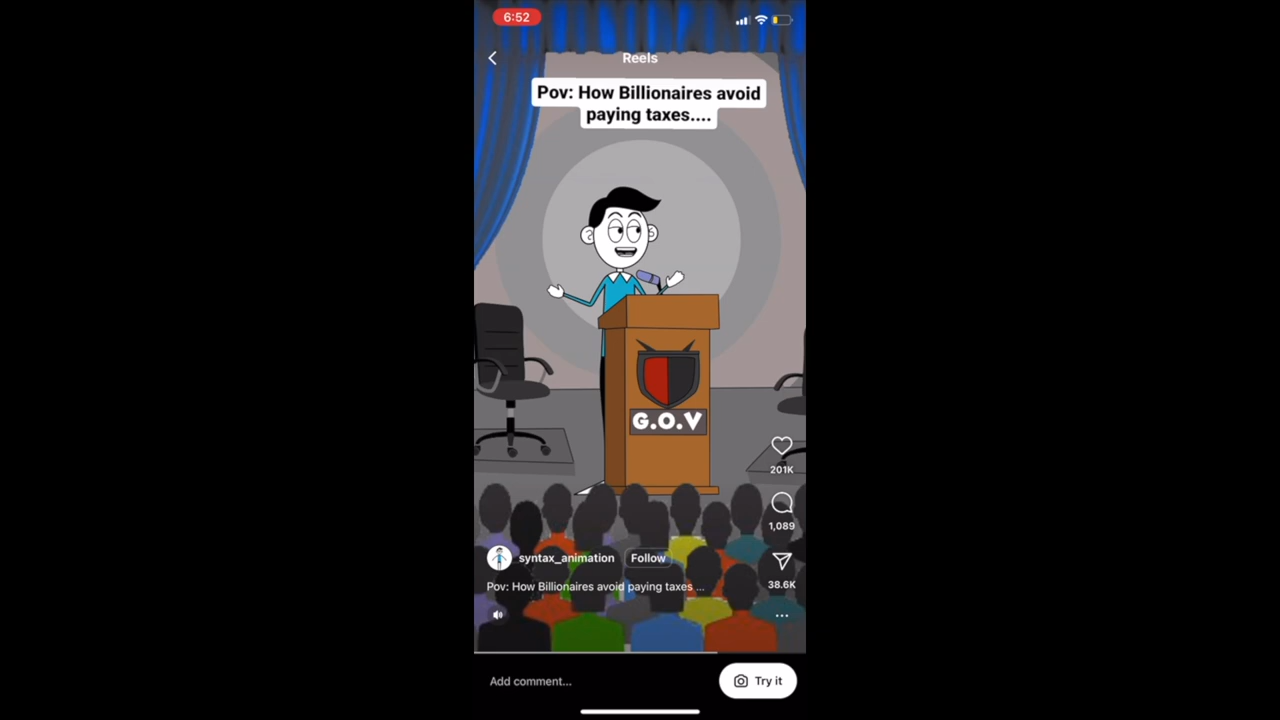 6:52
Reels
Pov: How Billionaires avoid
paying taxes....
G.O.V
201K
1,089
syntax_animation Follow
38.6K
Pov: How Billionaires avoid paying taxes ...
Add comment...
Try it